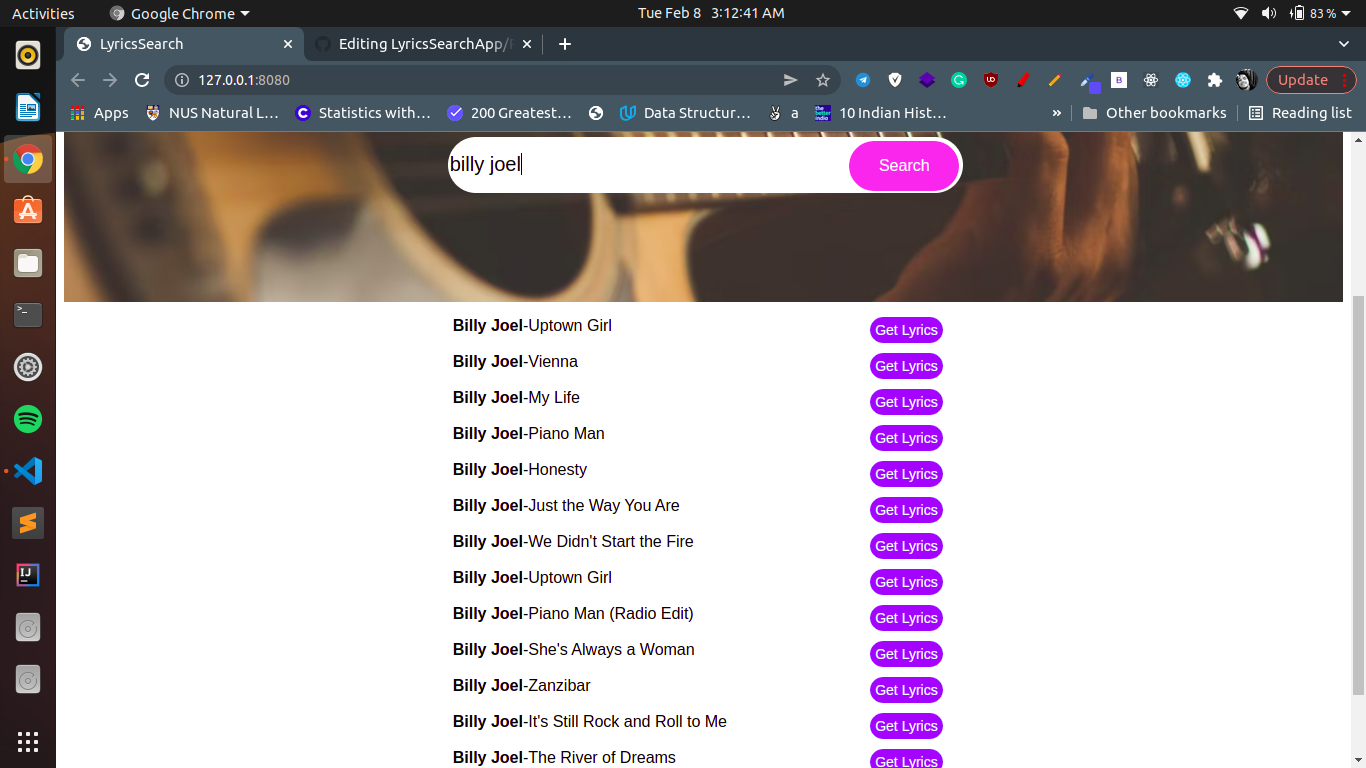 Activities Google Chrome Tue Feb 8 3:12:41 AM 83 %
LyricsSearch Editing LyricsSearchApp/
127.0.0.1:8080 Update
Apps NUS Natural L… Statistics with… 200 Greatest… Data Structur… a 10 Indian Hist… » Other bookmarks Reading list
billy joel Search
Billy Joel-Uptown Girl Get Lyrics
Billy Joel-Vienna Get Lyrics
Billy Joel-My Life Get Lyrics
Billy Joel-Piano Man Get Lyrics
Billy Joel-Honesty Get Lyrics
Billy Joel-Just the Way You Are Get Lyrics
Billy Joel-We Didn't Start the Fire Get Lyrics
Billy Joel-Uptown Girl Get Lyrics
Billy Joel-Piano Man (Radio Edit) Get Lyrics
Billy Joel-She's Always a Woman Get Lyrics
Billy Joel-Zanzibar Get Lyrics
Billy Joel-It's Still Rock and Roll to Me Get Lyrics
Billy Joel-The River of Dreams Get Lyrics